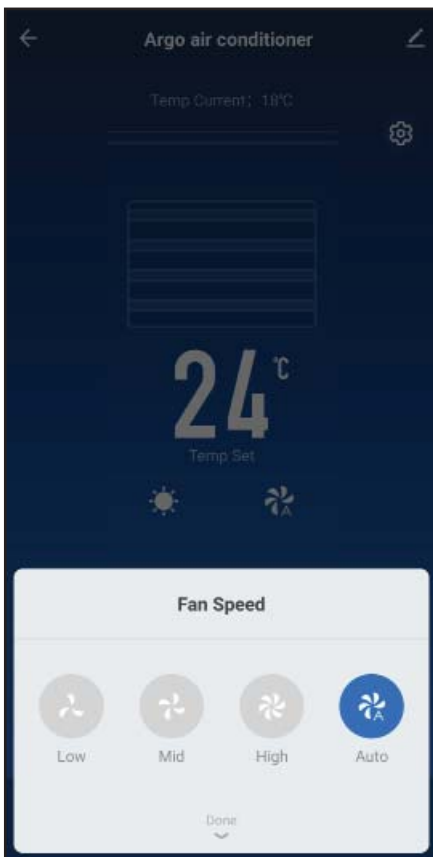 Argo air conditioner
Temp Current: 18°C
24 °C
Temp Set
A
Fan Speed
A
Low Mid High Auto
Done